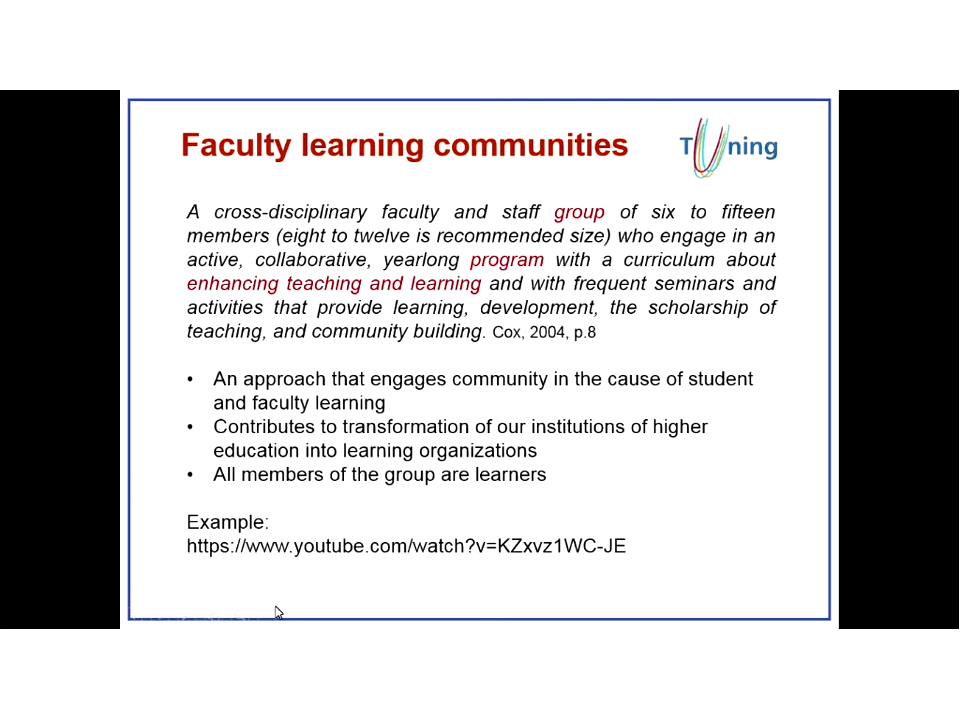 Faculty learning communities
TUning
A cross-disciplinary faculty and staff group of six to fifteen
members (eight to twelve is recommended size) who engage in an
active, collaborative, yearlong program with a curriculum about
enhancing teaching and learning and with frequent seminars and
activities that provide learning, development, the scholarship of
teaching, and community building. Cox, 2004, p.8
• An approach that engages community in the cause of student
and faculty learning
• Contributes to transformation of our institutions of higher
education into learning organizations
• All members of the group are learners
Example:
https://www.youtube.com/watch?v=KZxvz1WC-JE